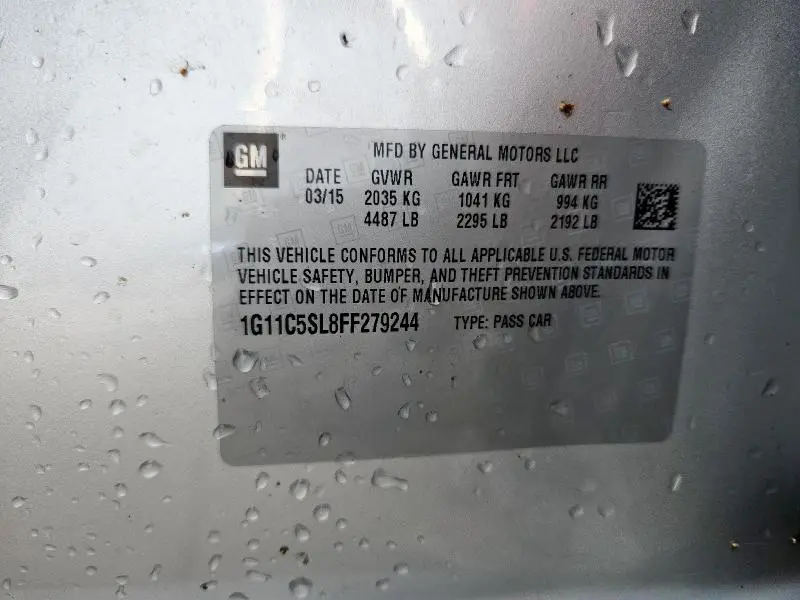 GM
MFD BY GENERAL MOTORS LLC
DATE GVWR GAWR FRT GAWR RR
03/15 2035 KG 1041 KG 994 KG
4487 LB 2295 LB 2192 LB
THIS VEHICLE CONFORMS TO ALL APPLICABLE U.S. FEDERAL MOTOR
VEHICLE SAFETY, BUMPER, AND THEFT PREVENTION STANDARDS IN
EFFECT ON THE DATE OF MANUFACTURE SHOWN ABOVE.
1G11C5SL8FF279244 TYPE: PASS CAR